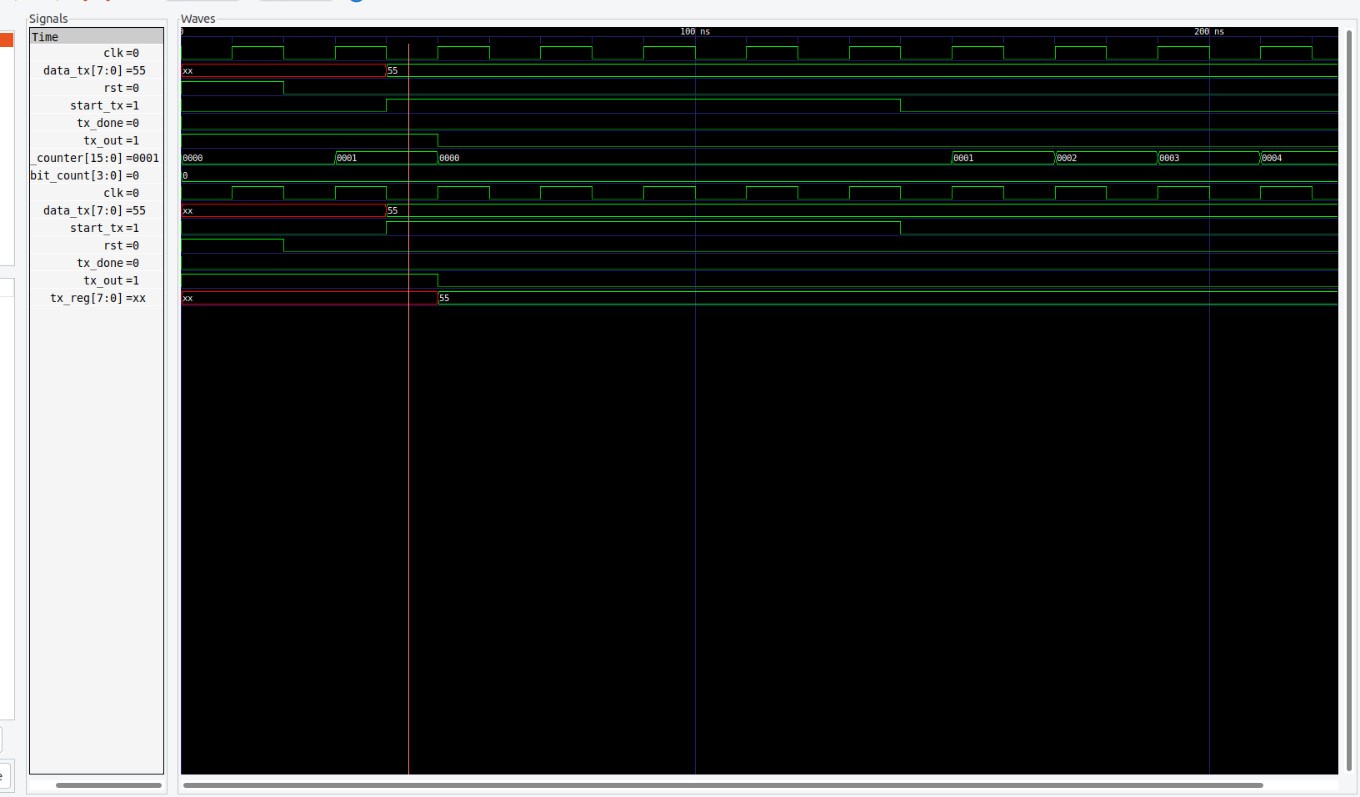 Signals
Waves
Time
100 ns
200 ns
clk=0
data_tx[7:0]=55
xx 55
rst=0
start_tx=1
tx_done=0
tx_out=1
_counter[15:0]=0001
0000 0001 0000 0001 0002 0003 0004
bit_count[3:0]=0
0
clk=0
data_tx[7:0]=55
xx 55
start_tx=1
rst=0
tx_done=0
tx_out=1
tx_reg[7:0]=xx
xx 55